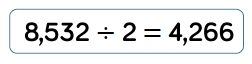 8,532 ÷ 2 = 4,266